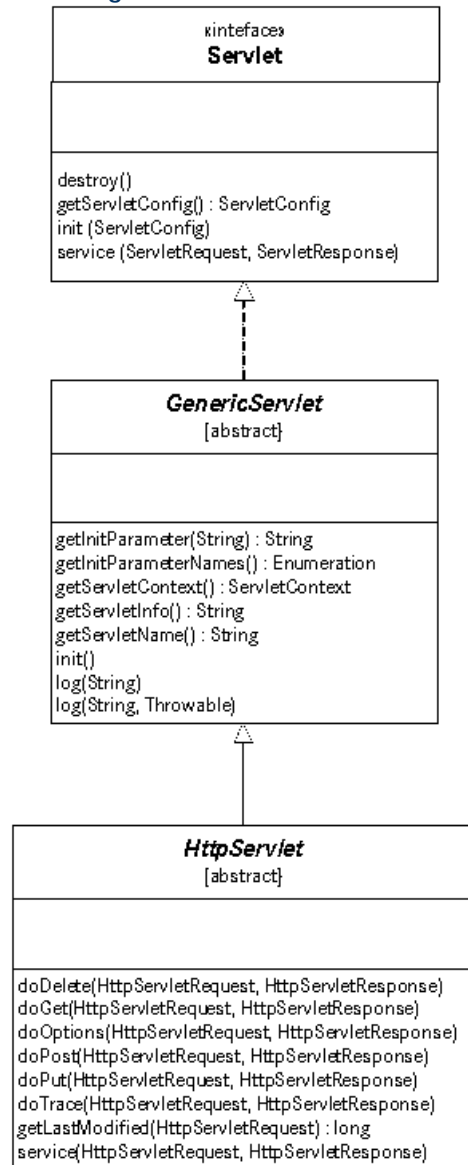 «inteface»
Servlet
destroy()
getServletConfig() : ServletConfig
init (ServletConfig)
service (ServletRequest, ServletResponse)
GenericServlet
[abstract}
getInitParameter(String) : String
getInitParameterNames() : Enumeration
getServletContext() : ServletContext
getServletInfo() : String
getServletName() : String
init()
log(String)
log(String, Throwable)
HttpServlet
[abstract}
doDelete(HttpServletRequest, HttpServletResponse)
doGet(HttpServletRequest, HttpServletResponse)
doOptions(HttpServletRequest, HttpServletResponse)
doPost(HttpServletRequest, HttpServletResponse)
doPut(HttpServletRequest, HttpServletResponse)
doTrace(HttpServletRequest, HttpServletResponse)
getLastModified(HttpServletRequest) : long
service(HttpServletRequest, HttpServletResponse)